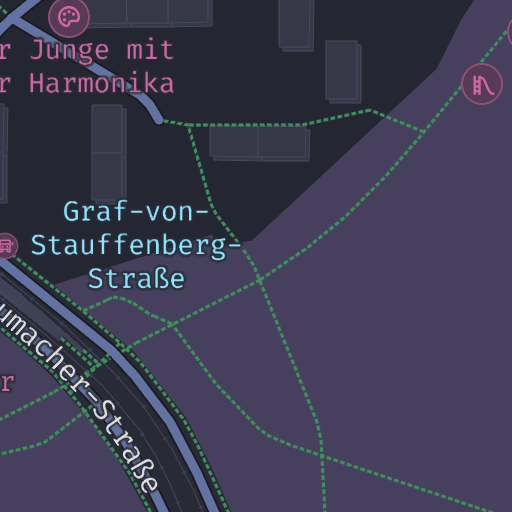 r Junge mit
r Harmonika
Graf-von-
Stauffenberg-
Straße
umacher-Straße
r